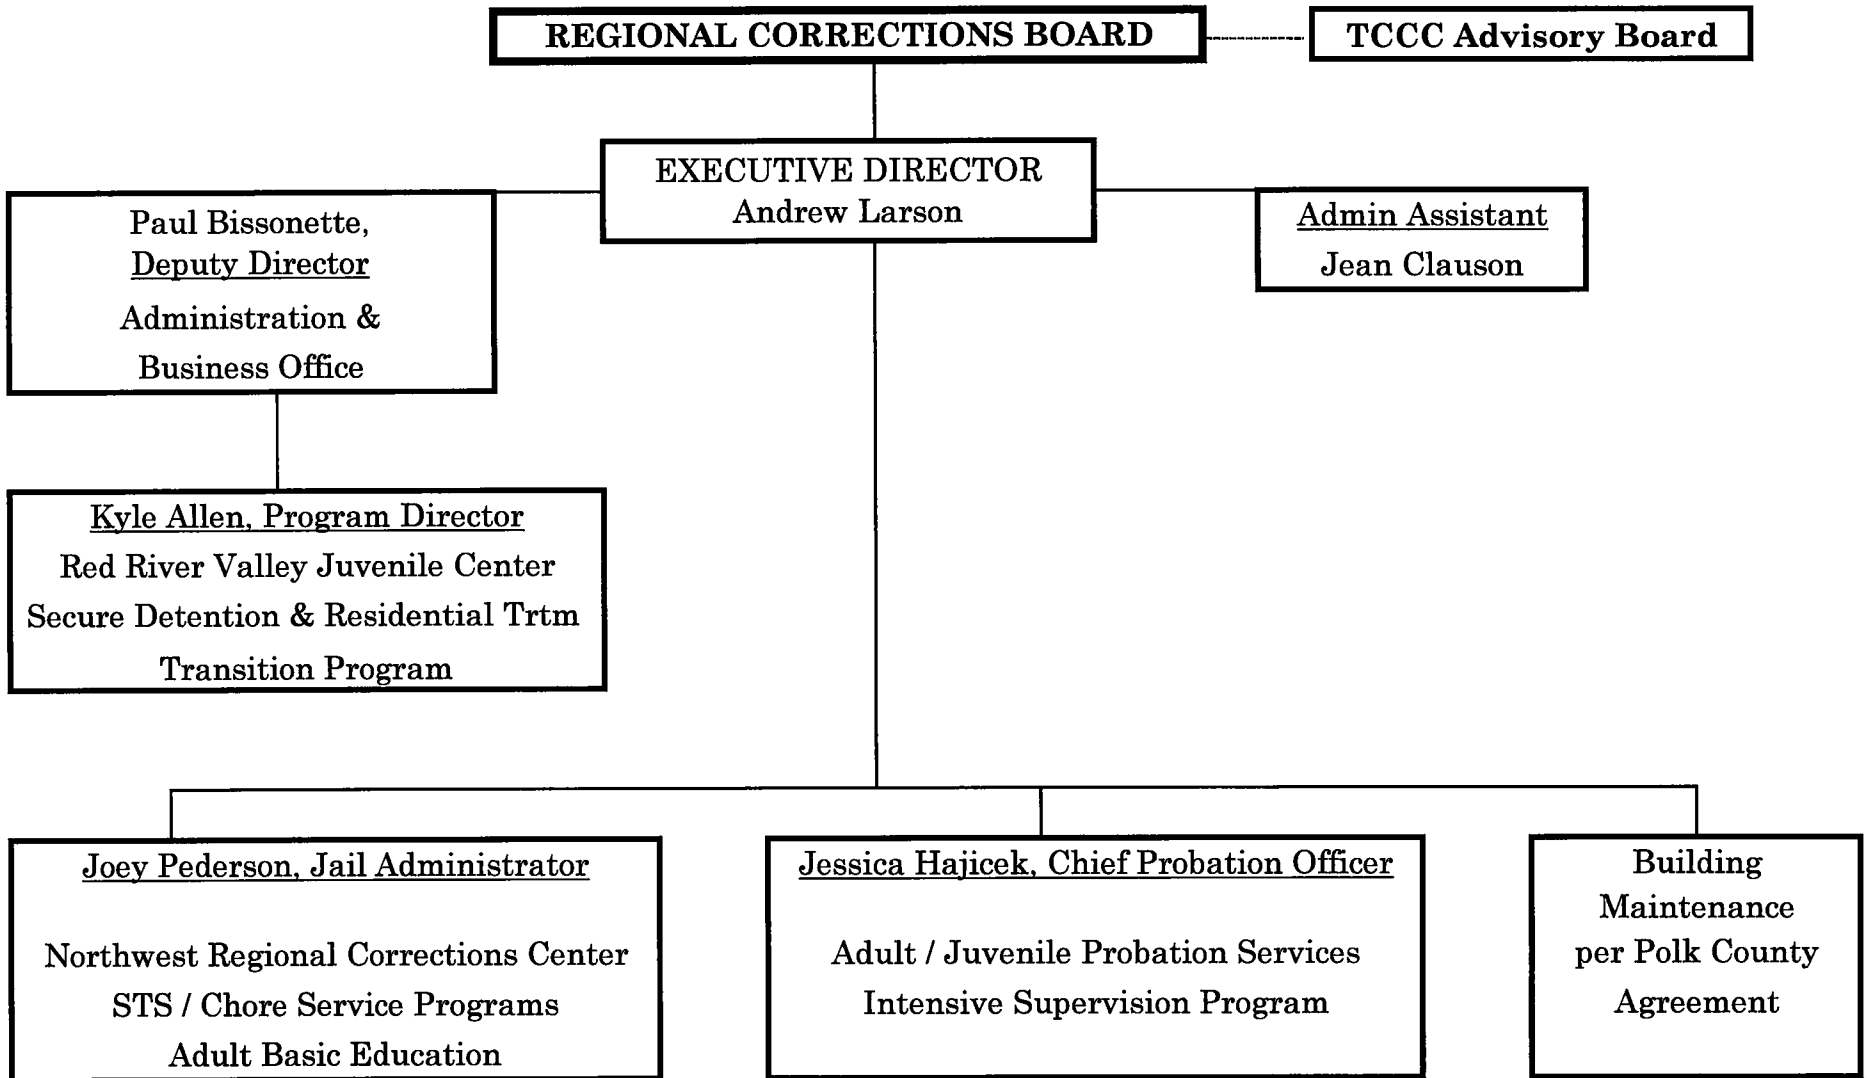 REGIONAL CORRECTIONS BOARD
TCCC Advisory Board
EXECUTIVE DIRECTOR
Andrew Larson
Paul Bissonette,
Deputy Director
Administration &
Business Office
Admin Assistant
Jean Clauson
Kyle Allen, Program Director
Red River Valley Juvenile Center
Secure Detention & Residential Trtm
Transition Program
Joey Pederson, Jail Administrator
Northwest Regional Corrections Center
STS / Chore Service Programs
Adult Basic Education
Jessica Hajicek, Chief Probation Officer
Adult / Juvenile Probation Services
Intensive Supervision Program
Building
Maintenance
per Polk County
Agreement